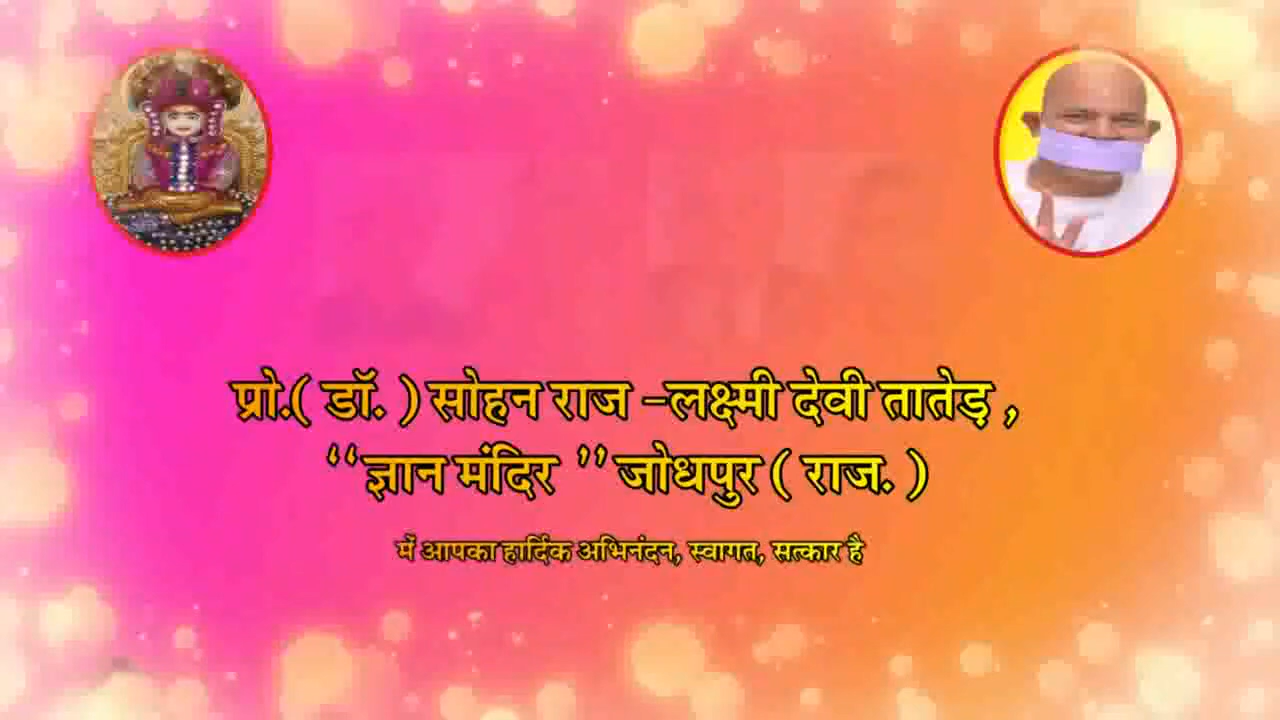 प्रो.( डॉ. ) सोहन राज -लक्ष्मी देवी तातेड़ ,
‘‘ ज्ञान मंदिर ’’ जोधपुर ( राज. )
में आपका हार्दिक अभिनंदन, स्वागत, सत्कार है